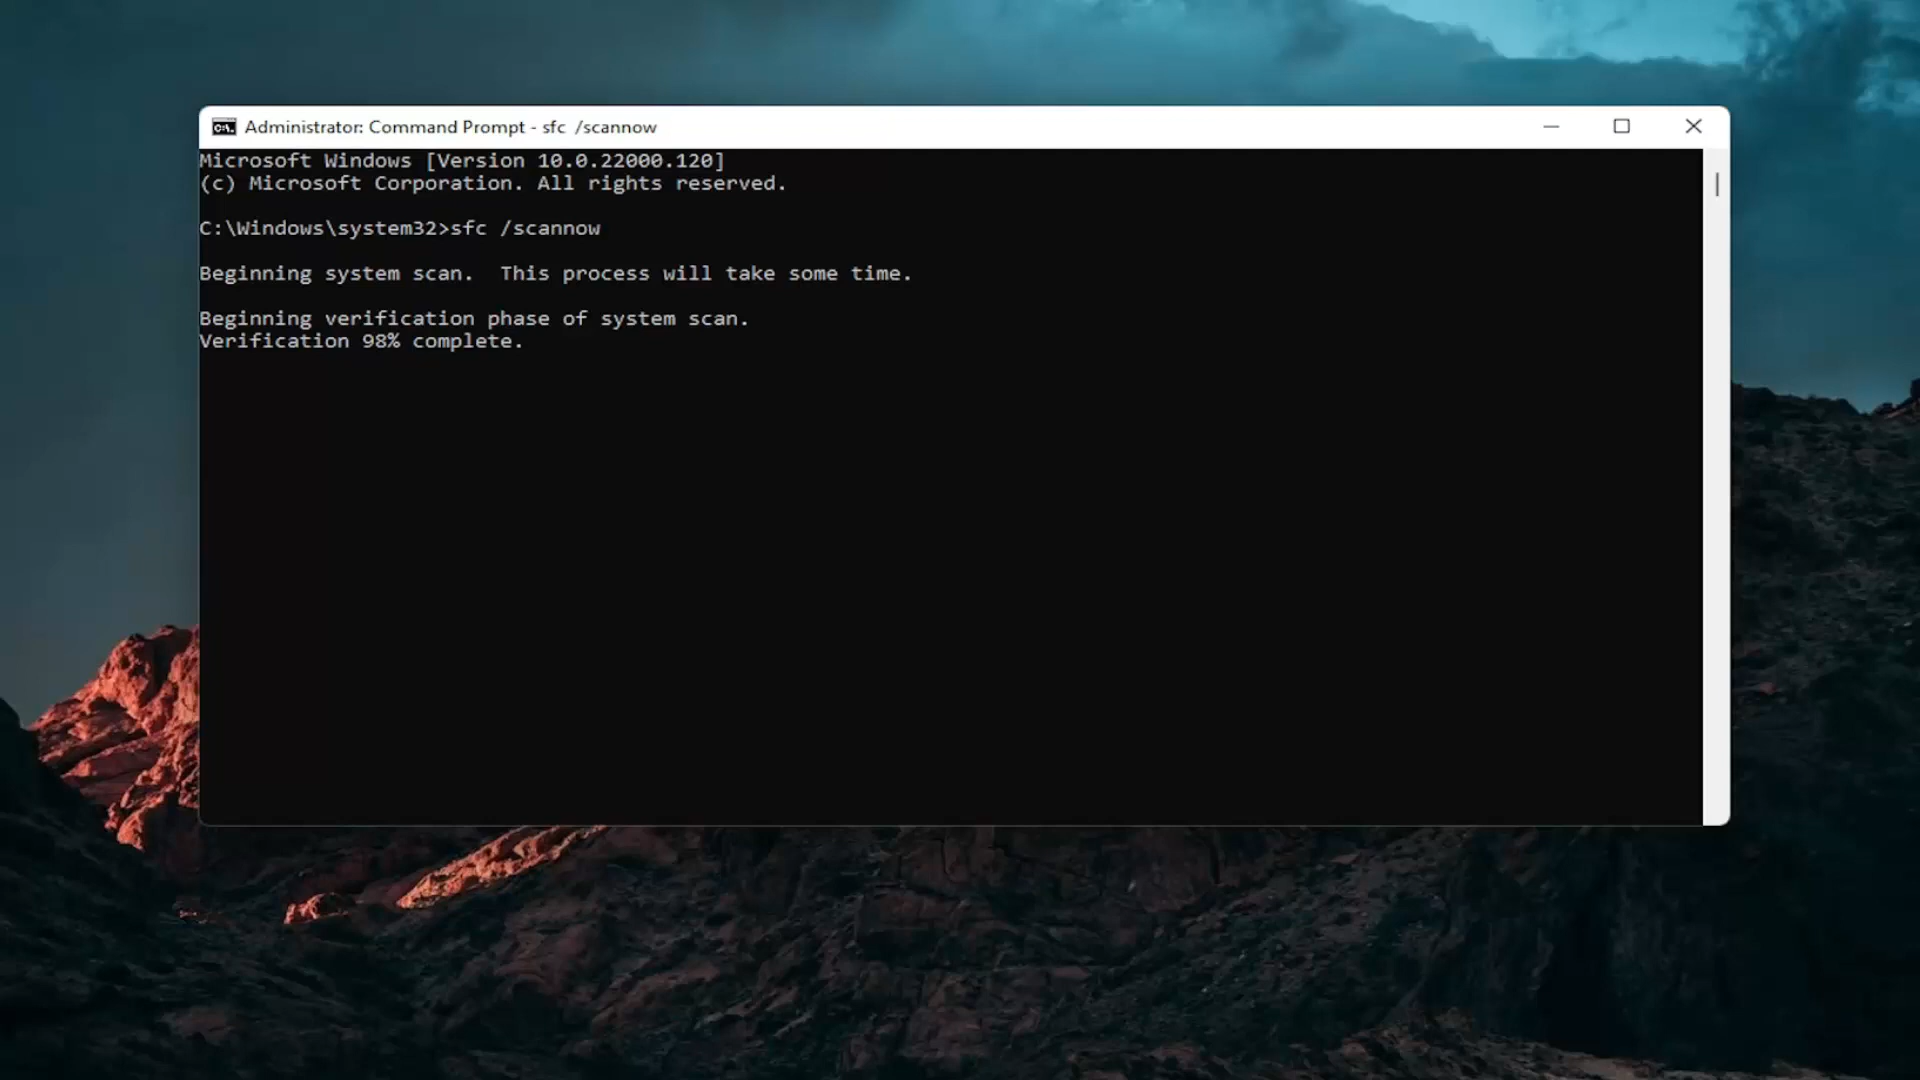 Administrator: Command Prompt - sfc  /scannow
Microsoft Windows [Version 10.0.22000.120]
(c) Microsoft Corporation. All rights reserved.
C:\Windows\system32>sfc /scannow
Beginning system scan.  This process will take some time.
Beginning verification phase of system scan.
Verification 98% complete.